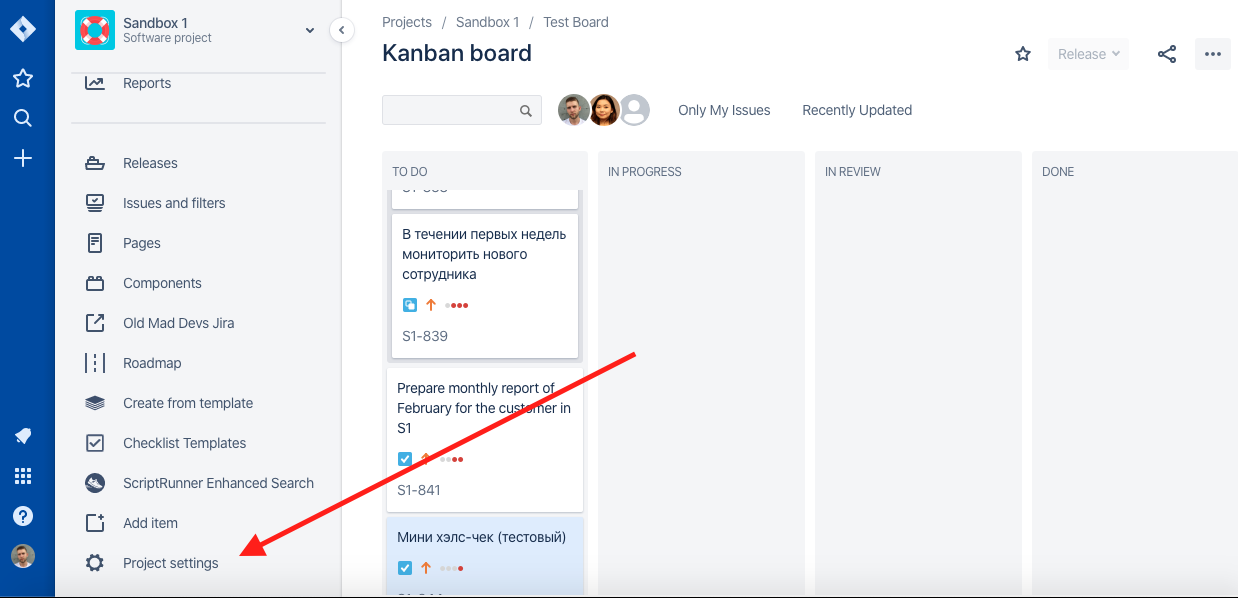 Sandbox 1
Software project
Reports
Releases
Issues and filters
Pages
Components
Old Mad Devs Jira
Roadmap
Create from template
Checklist Templates
ScriptRunner Enhanced Search
Add item
Project settings
Projects / Sandbox 1 / Test Board
Kanban board
Release
Only My Issues
Recently Updated
TO DO
В течении первых недель
мониторить нового
сотрудника
S1-839
Prepare monthly report of
February for the customer in
S1
S1-841
Мини хэлс-чек (тестовый)
IN PROGRESS
IN REVIEW
DONE